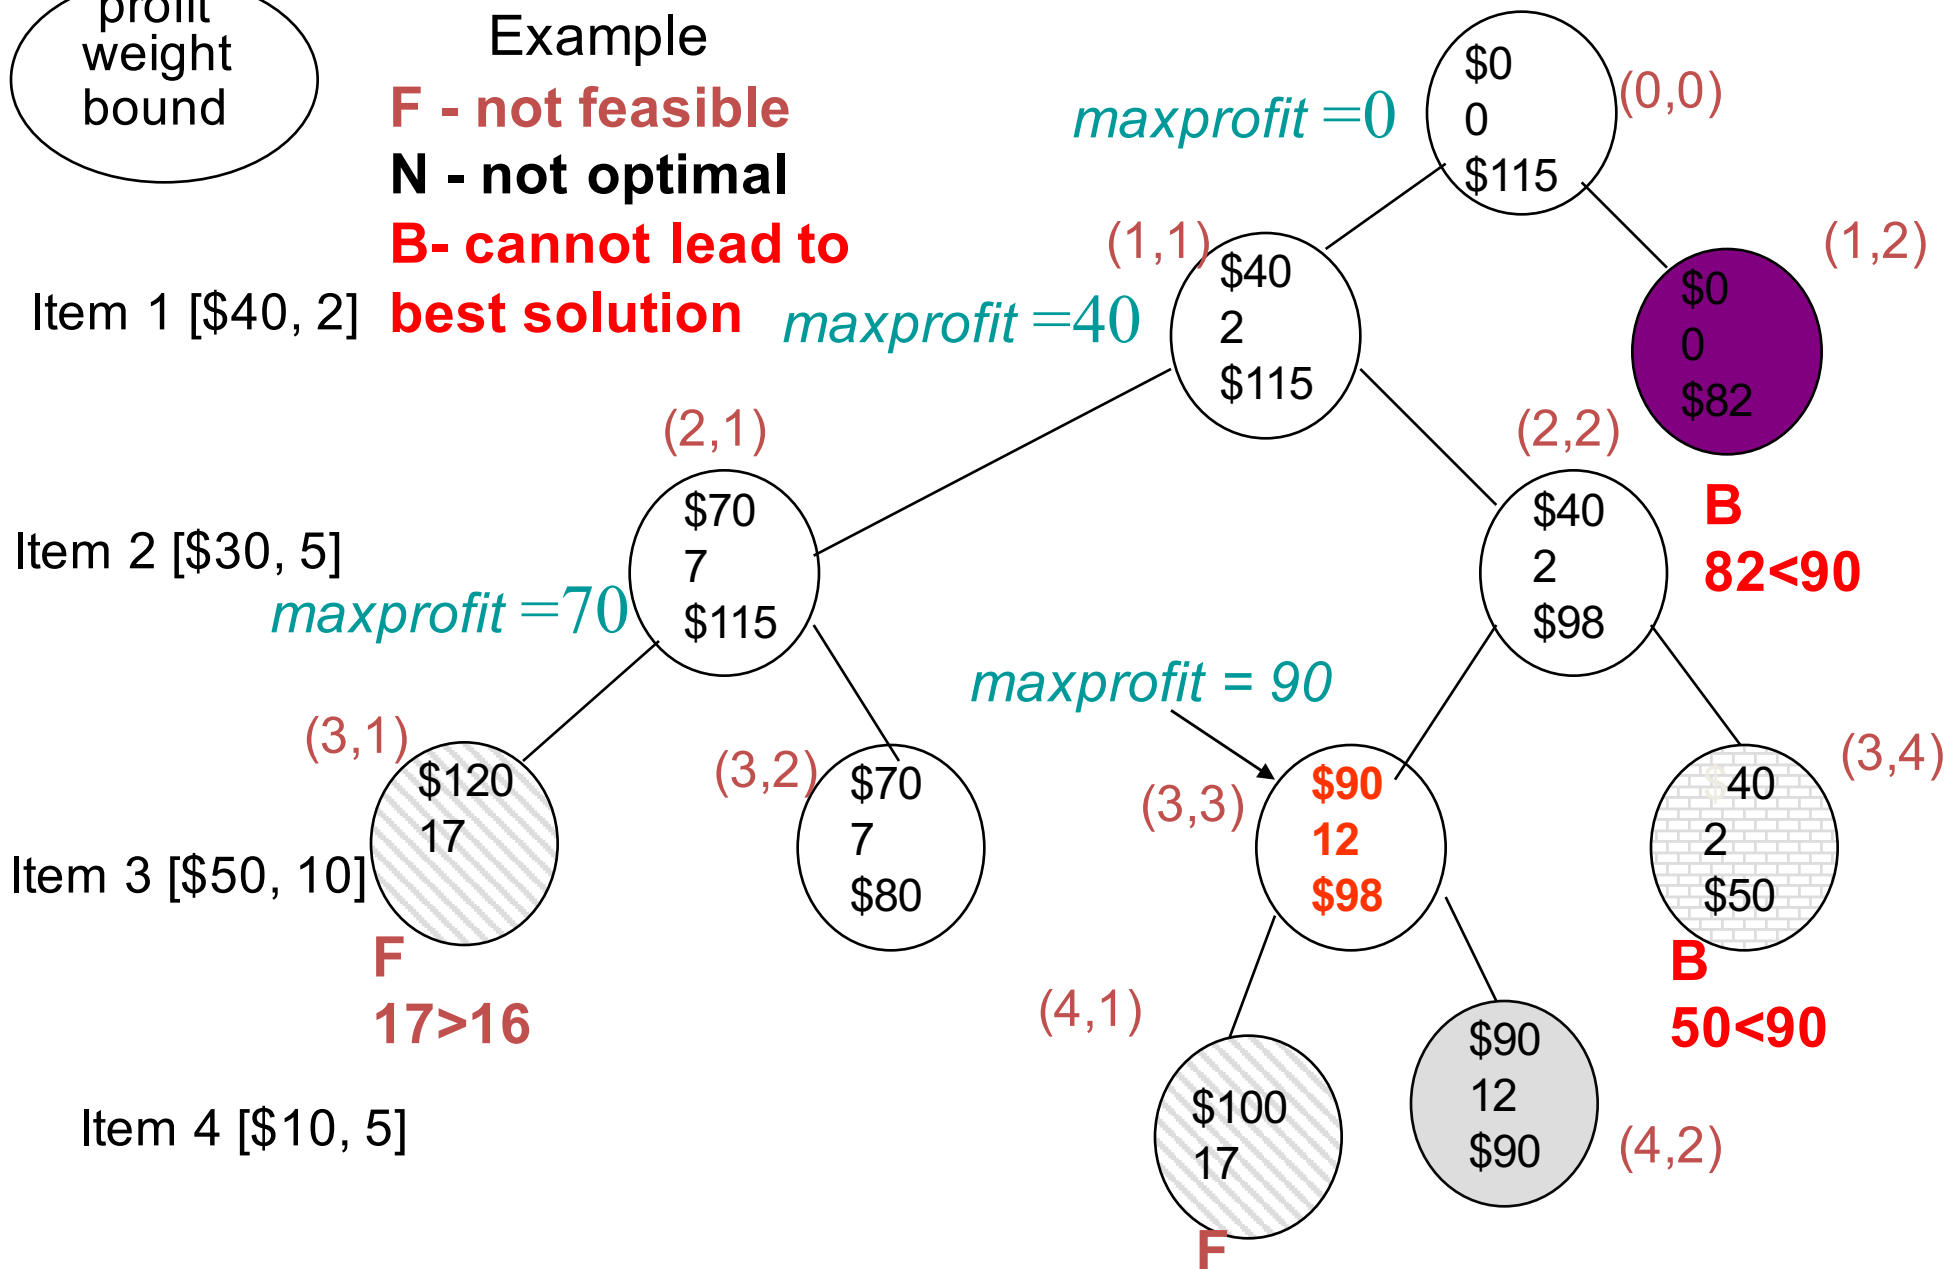 profit
weight
bound
Example
F - not feasible
N - not optimal
B- cannot lead to
best solution
maxprofit =0
$0
0
$115
(0,0)
Item 1 [$40, 2]
maxprofit =40
(1,1)
$40
2
$115
(1,2)
$0
0
$82
B
82<90
Item 2 [$30, 5]
maxprofit =70
(2,1)
$70
7
$115
(2,2)
$40
2
$98
maxprofit = 90
Item 3 [$50, 10]
(3,1)
$120
17
F
17>16
(3,2)
$70
7
$80
(3,3)
$90
12
$98
(3,4)
$40
2
$50
B
50<90
Item 4 [$10, 5]
(4,1)
$100
17
F
$90
12
$90
(4,2)